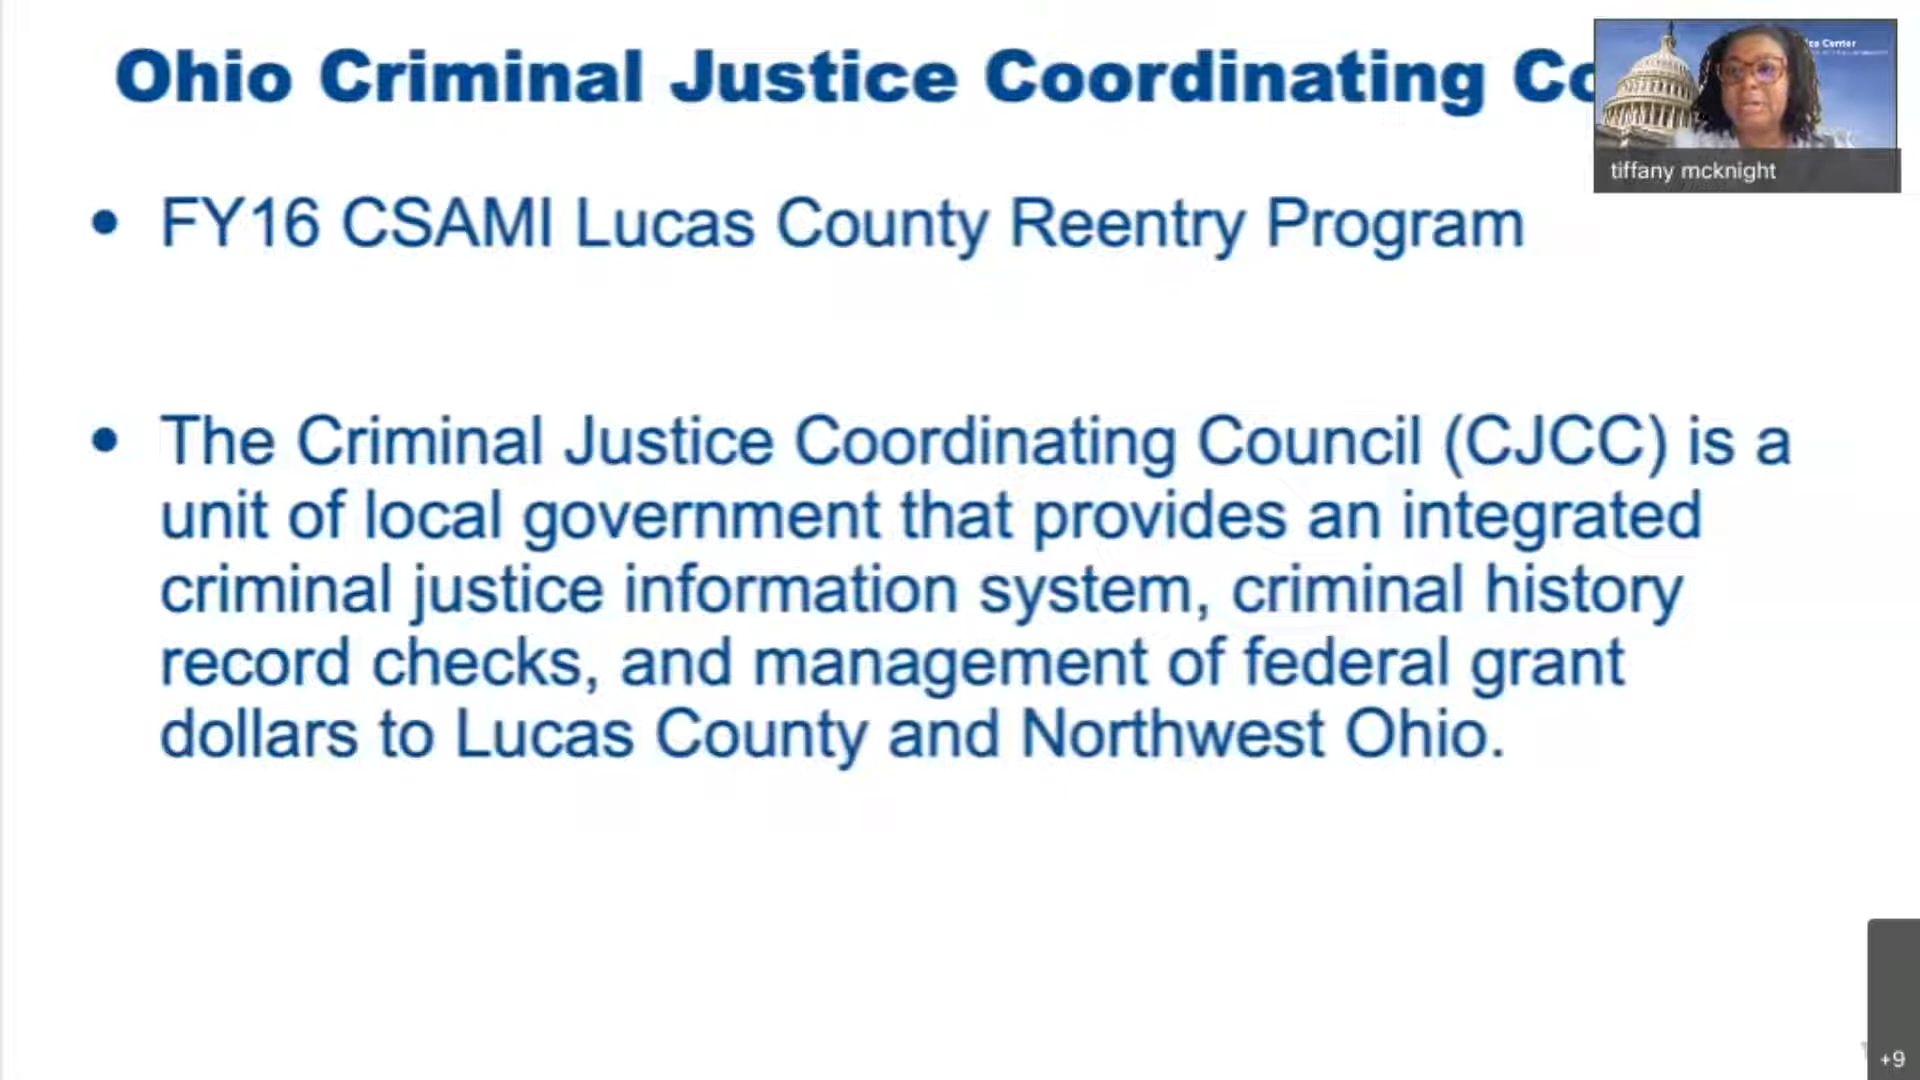 Ohio Criminal Justice Coordinating Co
tiffany mcknight
• FY16 CSAMI Lucas County Reentry Program
• The Criminal Justice Coordinating Council (CJCC) is a
unit of local government that provides an integrated
criminal justice information system, criminal history
record checks, and management of federal grant
dollars to Lucas County and Northwest Ohio.
+9